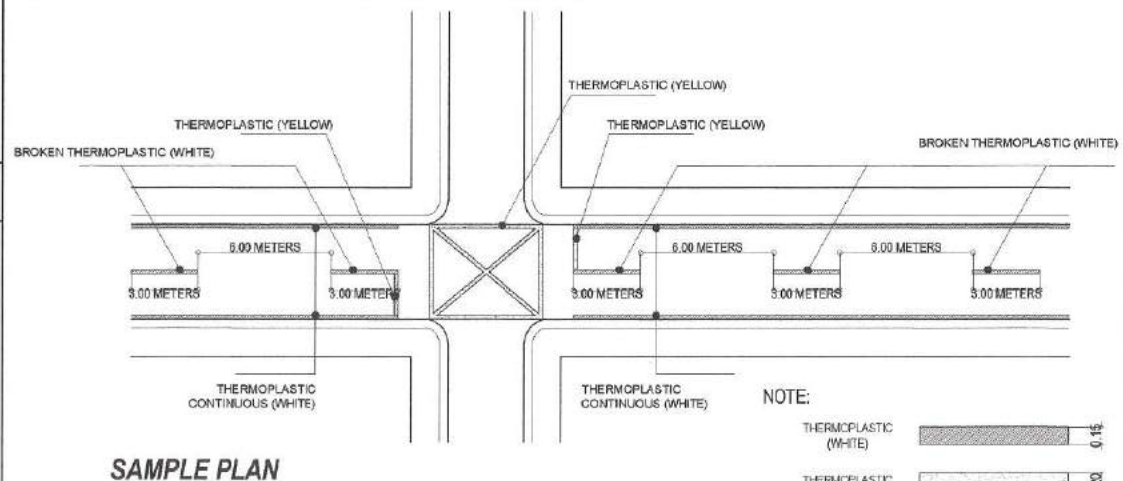 THERMOPLASTIC (YELLOW)
THERMOPLASTIC (YELLOW)
THERMOPLASTIC (YELLOW)
BROKEN THERMOPLASTIC (WHITE)
BROKEN THERMOPLASTIC (WHITE)
6.00 METERS
6.00 METERS
6.00 METERS
3.00 METERS
3.00 METERS
3.00 METERS
3.00 METERS
3.00 METERS
THERMOPLASTIC
CONTINUOUS (WHITE)
THERMOPLASTIC
CONTINUOUS (WHITE)
NOTE:
THERMOPLASTIC
(WHITE)
0.15
SAMPLE PLAN
THERMOPLASTIC